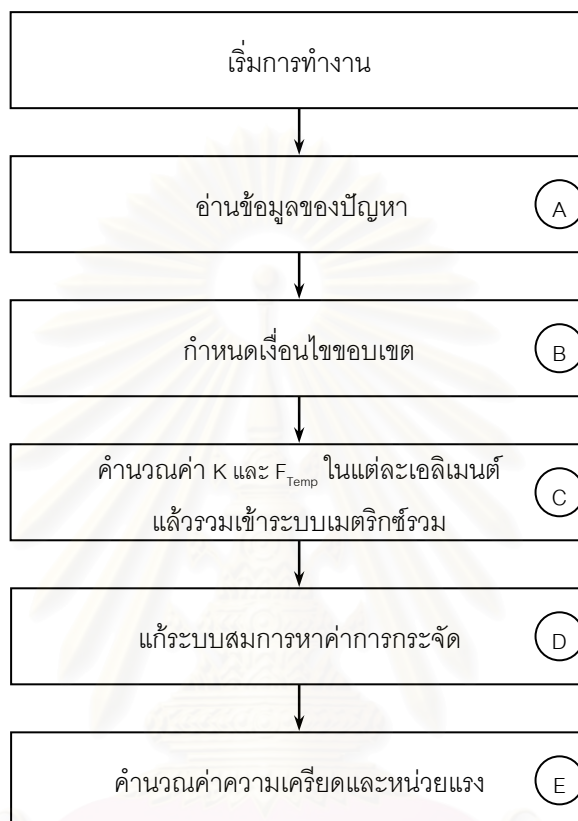 เริ่มการทำงาน
อ่านข้อมูลของปัญหา
A
กำหนดเงื่อนไขขอบเขต
B
คำนวณค่า K และ F_Temp ในแต่ละเอลิเมนต์
แล้วรวมเข้าระบบเมตริกซ์รวม
C
แก้ระบบสมการหาค่าการกระจัด
D
คำนวณค่าความเครียดและหน่วยแรง
E